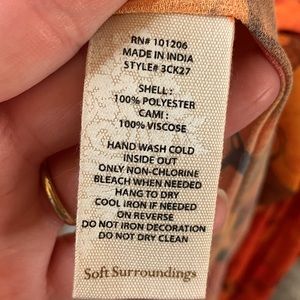 RN# 101206
MADE IN INDIA
STYLE# 3CK27
SHELL :
100% POLYESTER
CAMI :
100% VISCOSE
HAND WASH COLD
INSIDE OUT
ONLY NON-CHLORINE
BLEACH WHEN NEEDED
HANG TO DRY
COOL IRON IF NEEDED
ON REVERSE
DO NOT IRON DECORATION
DO NOT DRY CLEAN
Soft Surroundings